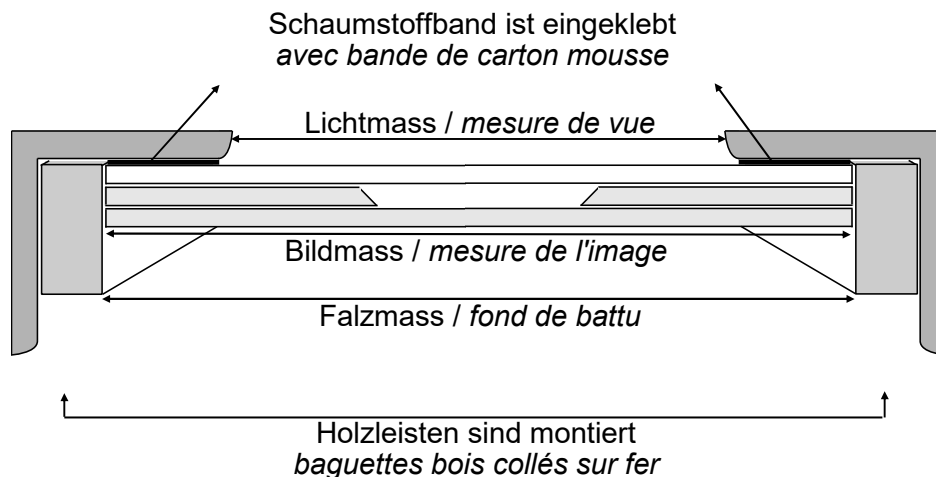 Schaumstoffband ist eingeklebt
avec bande de carton mousse
Lichtmass / mesure de vue
Bildmass / mesure de l'image
Falzmass / fond de battu
Holzleisten sind montiert
baguettes bois collés sur fer